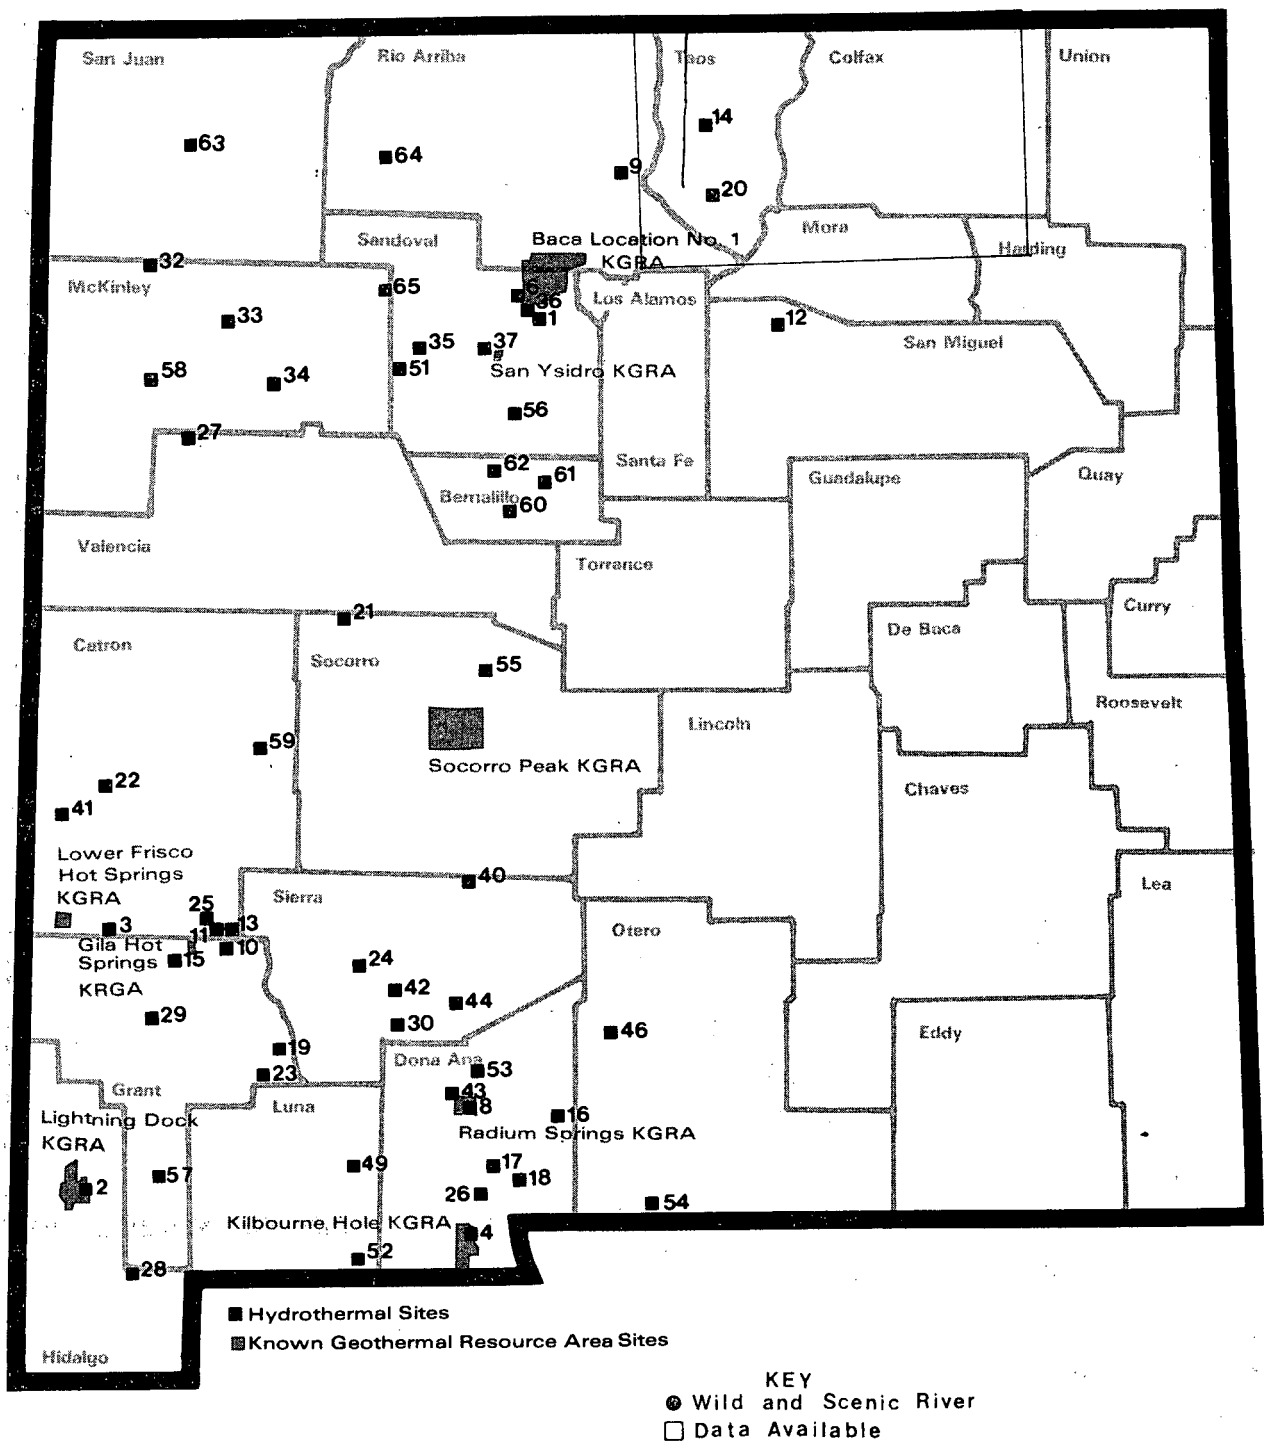 San Juan
Rio Arriba
Taos
Colfax
Union
14
63
64
9
20
Mora
Sandoval
Baca Location No. 1
KGRA
Harding
32
McKinley
65
6
36
Los Alamos
1
33
12
35
37
San Miguel
58
34
51
San Ysidro KGRA
56
27
62
61
Santa Fe
Guadalupe
Quay
Bernalillo
60
Valencia
Torrance
21
Curry
De Baca
Catron
Socorro
55
Roosevelt
Lincoln
59
Socorro Peak KGRA
22
Chaves
41
Lower Frisco
Hot Springs
KGRA
40
Lea
Sierra
25
3
11
13
Otero
Gila Hot
Springs
KRGA
10
15
24
42
44
29
30
46
Eddy
19
Dona Ana
53
23
Grant
43
8
Luna
16
Lightning Dock
KGRA
Radium Springs KGRA
49
17
57
18
2
26
54
Kilbourne Hole KGRA
4
52
28
Hydrothermal Sites
Known Geothermal Resource Area Sites
Hidalgo
KEY
Wild and Scenic River
Data Available